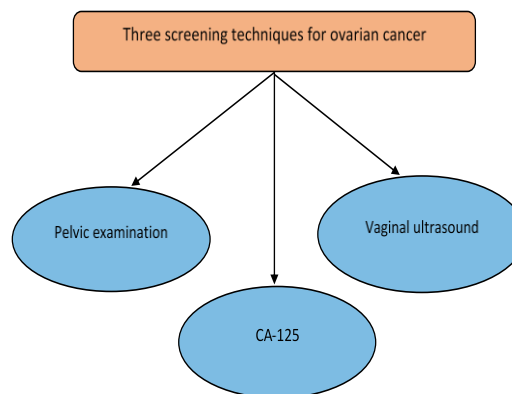 Three screening techniques for ovarian cancer
Pelvic examination
Vaginal ultrasound
CA-125